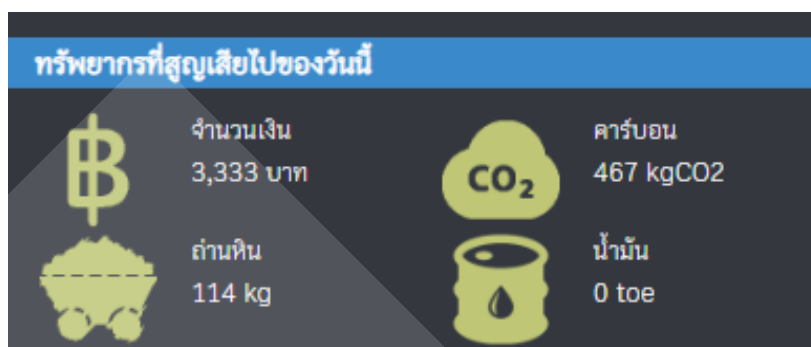 ทรัพยากรที่สูญเสียไปของวันนี้
จำนวนเงิน
3,333 บาท
CO₂
คาร์บอน
467 kgCO2
ถ่านหิน
114 kg
น้ำมัน
0 toe